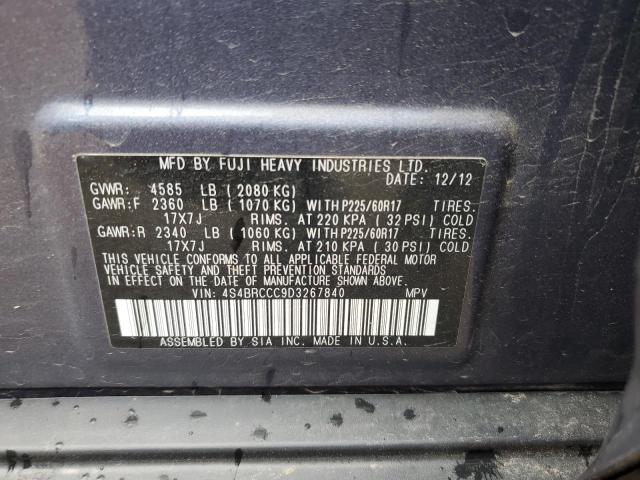 MFD BY FUJI HEAVY INDUSTRIES LTD.
DATE: 12/12
GVWR: 4585 LB (2080 KG)
GAWR:F 2360 LB (1070 KG) WITH P225/60R17 TIRES.
17X7J RIMS. AT 220 KPA (32 PSI) COLD
GAWR:R 2340 LB (1060 KG) WITH P225/60R17 TIRES.
17X7J RIMS. AT 210 KPA (30 PSI) COLD
THIS VEHICLE CONFORMS TO ALL APPLICABLE FEDERAL MOTOR
VEHICLE SAFETY AND THEFT PREVENTION STANDARDS
IN EFFECT ON THE DATE OF MANUFACTURE SHOWN ABOVE.
VIN: 4S4BRCCC9D3267840 MPV
ASSEMBLED BY SIA INC. MADE IN U.S.A.